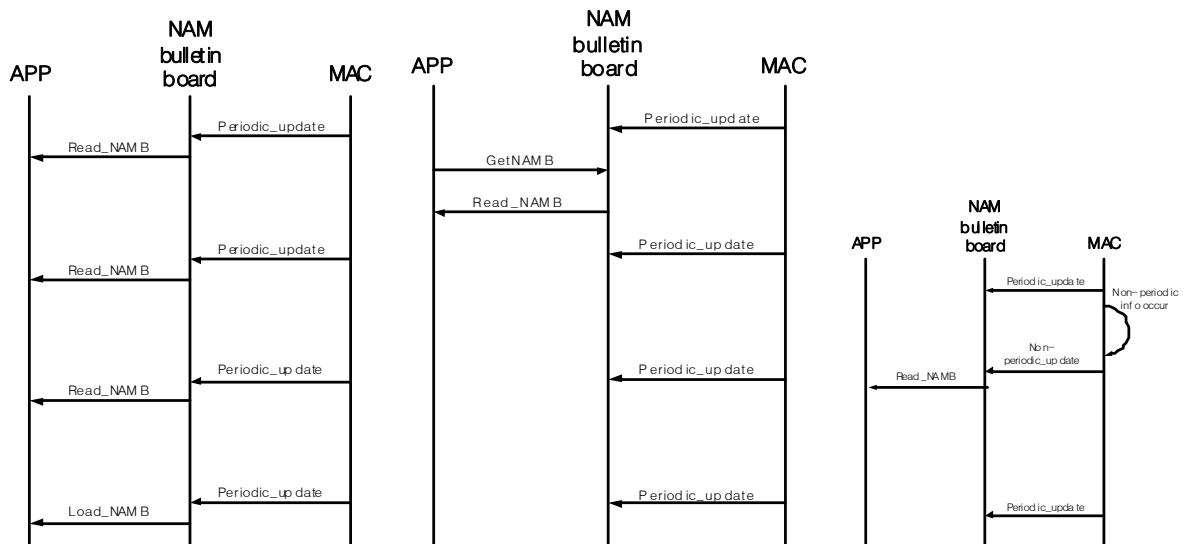 NAM
bulletin
board
APP
MAC
Periodic_update
Read_NAMB
Periodic_update
Read_NAMB
Periodic_update
Read_NAMB
Periodic_update
Load_NAMB
NAM
bulletin
board
APP
MAC
Periodic_update
GetNAMB
Read_NAMB
Periodic_update
Periodic_update
Periodic_update
NAM
bulletin
board
APP
MAC
Periodic_update
Non-periodic
info occur
Non-
periodic_update
Read_NAMB
Periodic_update